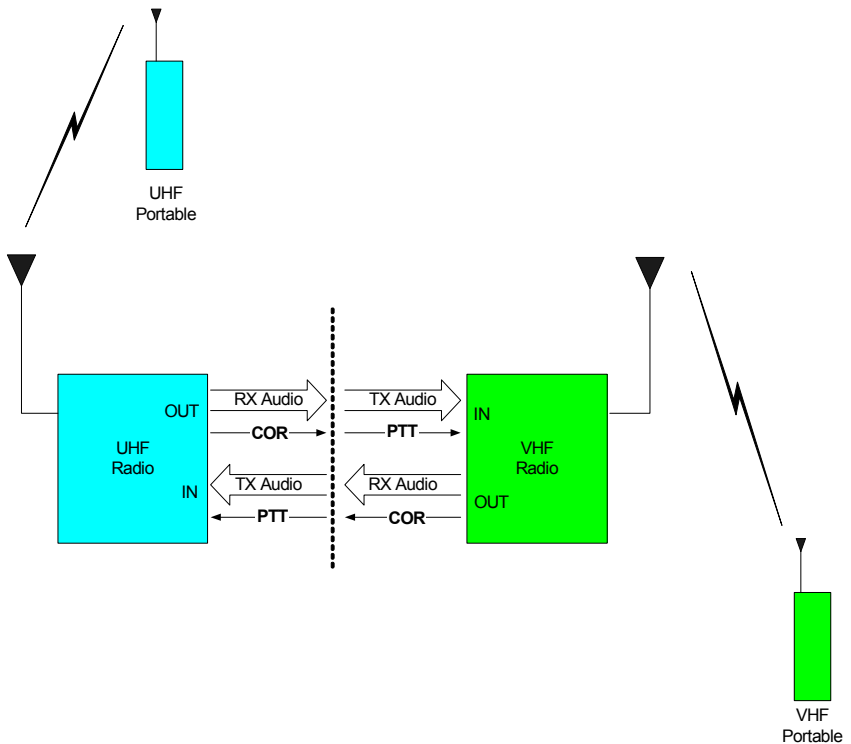 UHF
Portable
RX Audio
TX Audio
OUT
IN
COR
PTT
UHF
Radio
VHF
Radio
TX Audio
RX Audio
IN
OUT
PTT
COR
VHF
Portable